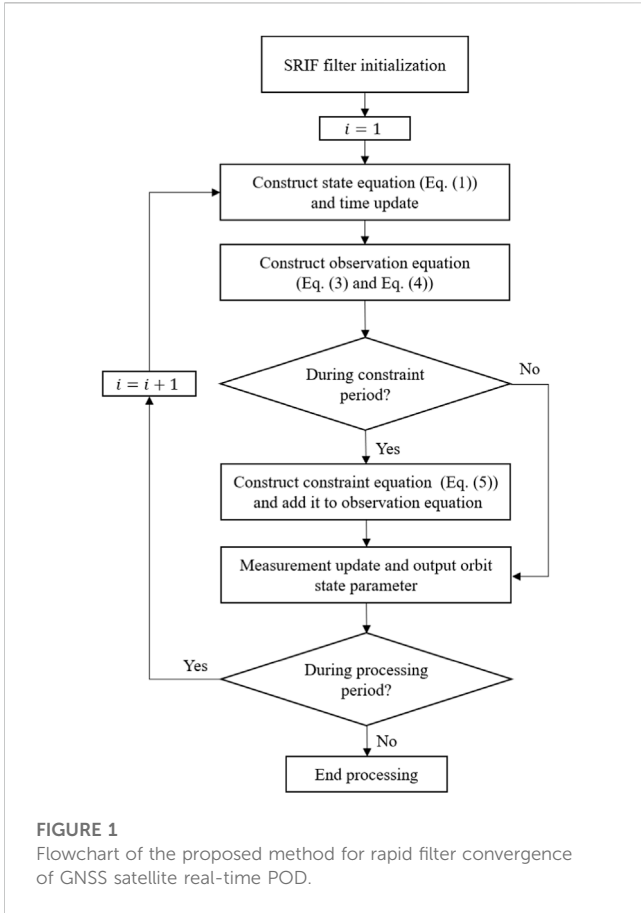 SRIF filter initialization
i = 1
Construct state equation (Eq. (1))
and time update
Construct observation equation
(Eq. (3) and Eq. (4))
During constraint
period?
No
i = i + 1
Yes
Construct constraint equation (Eq. (5))
and add it to observation equation
Measurement update and output orbit
state parameter
Yes
During processing
period?
No
End processing
FIGURE 1
Flowchart of the proposed method for rapid filter convergence
of GNSS satellite real-time POD.